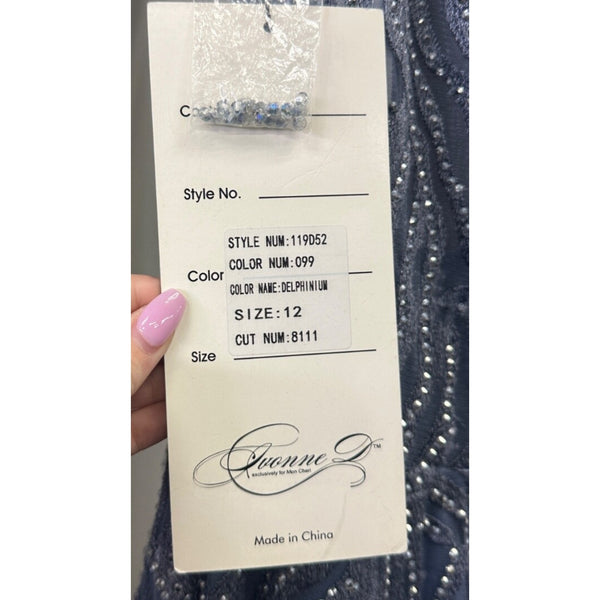 C
Style No.
STYLE NUM:119D52
COLOR NUM:099
Color
COLOR NAME:DELPHINIUM
SIZE:12
CUT NUM:8111
Size
Yvonne D™
exclusively for Mon Cheri
Made in China